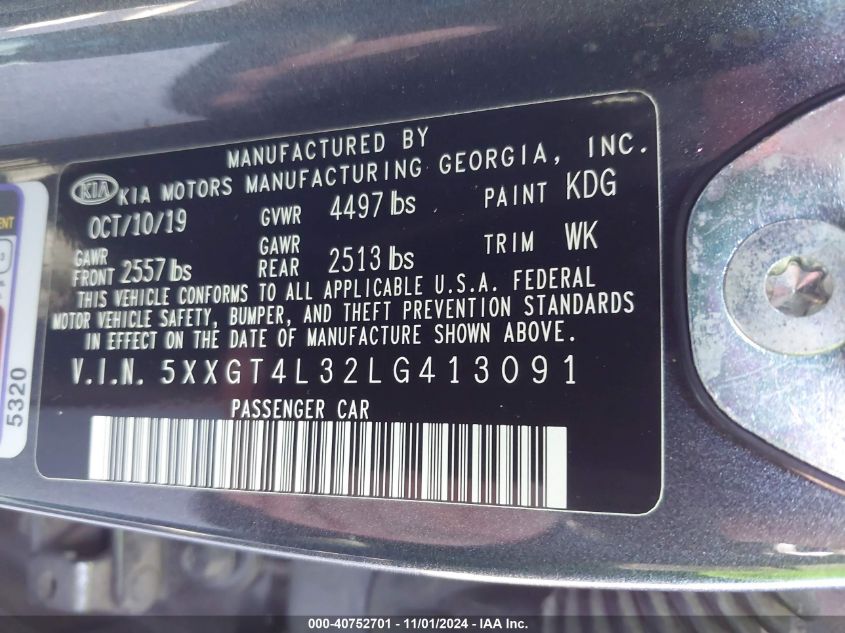 MANUFACTURED BY
KIA KIA MOTORS MANUFACTURING GEORGIA, INC.
OCT/10/19 GVWR 4497 lbs PAINT KDG
GAWR FRONT 2557 lbs GAWR REAR 2513 lbs TRIM WK
THIS VEHICLE CONFORMS TO ALL APPLICABLE U.S.A. FEDERAL
MOTOR VEHICLE SAFETY, BUMPER, AND THEFT PREVENTION STANDARDS
IN EFFECT ON THE DATE OF MANUFACTURE SHOWN ABOVE.
V.I.N. 5XXGT4L32LG413091
PASSENGER CAR
5320
000-40752701 - 11/01/2024 - IAA Inc.